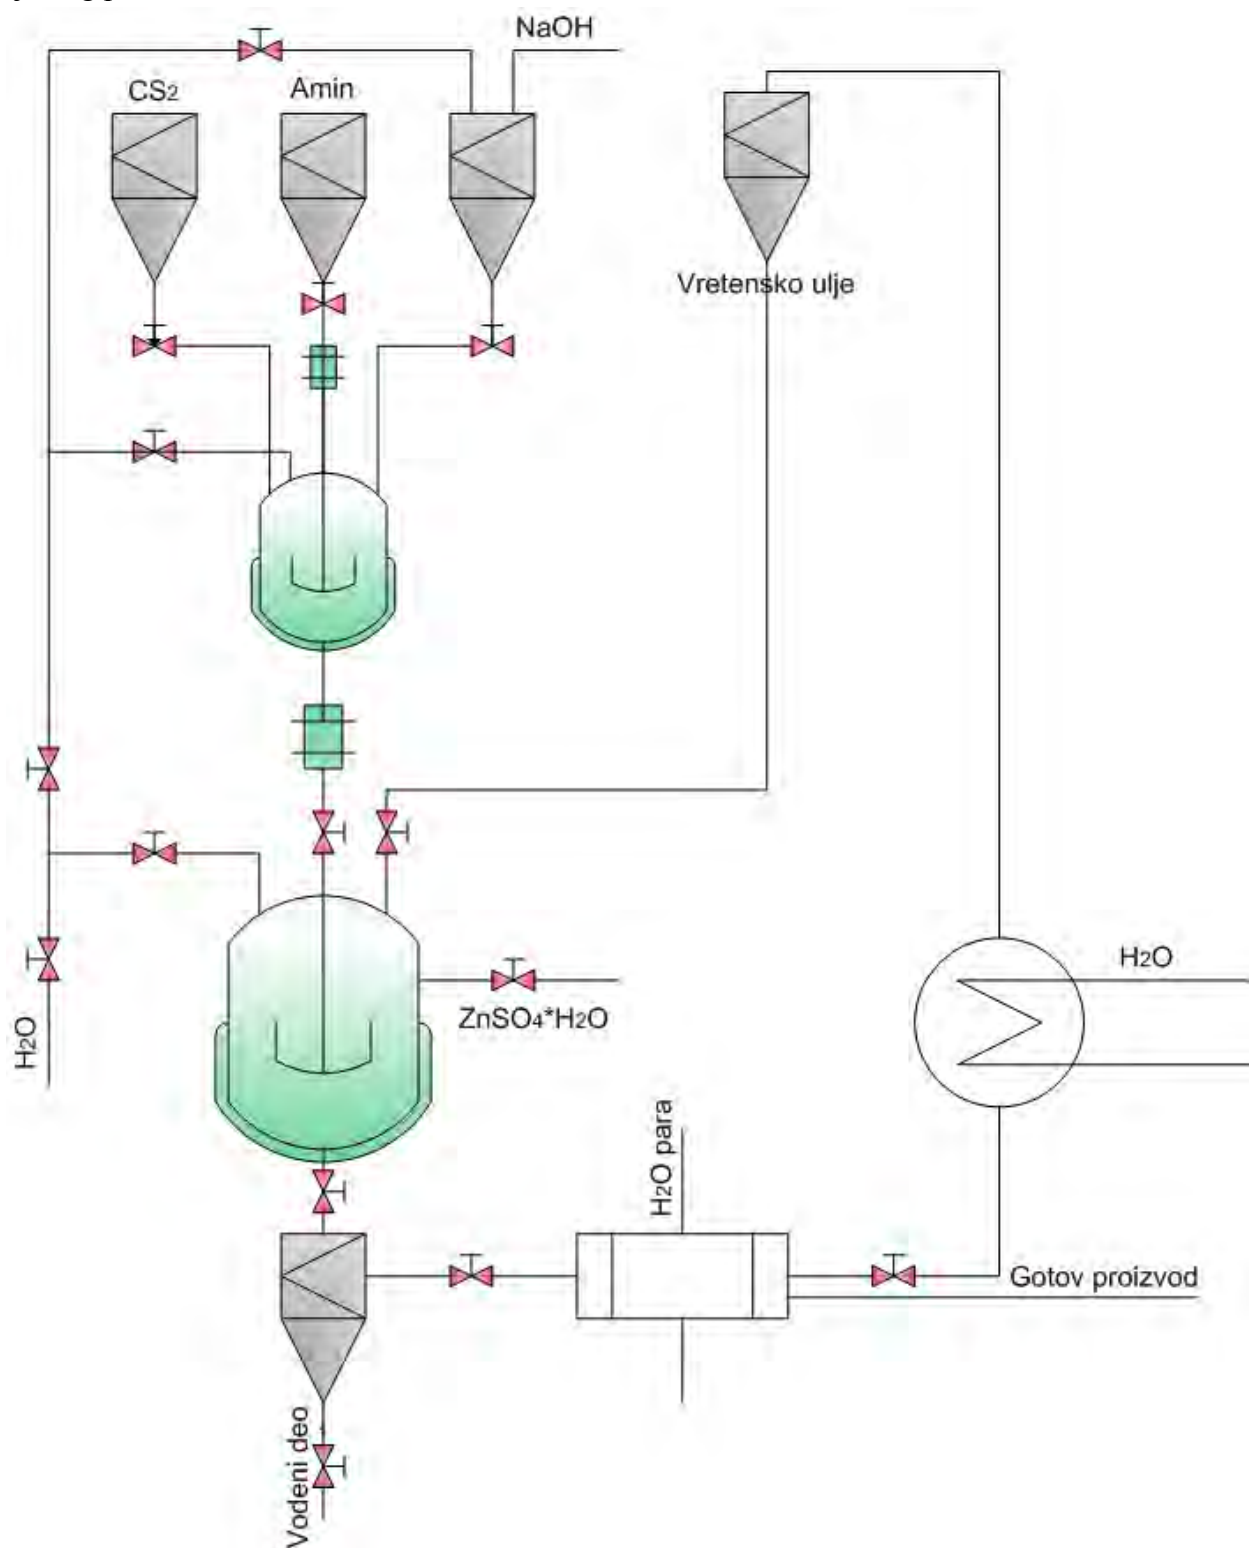 NaOH
CS2
Amin
Vretensko ulje
H2O
ZnSO4*H2O
H2O
H2O para
Gotov proizvod
Vodeni deo